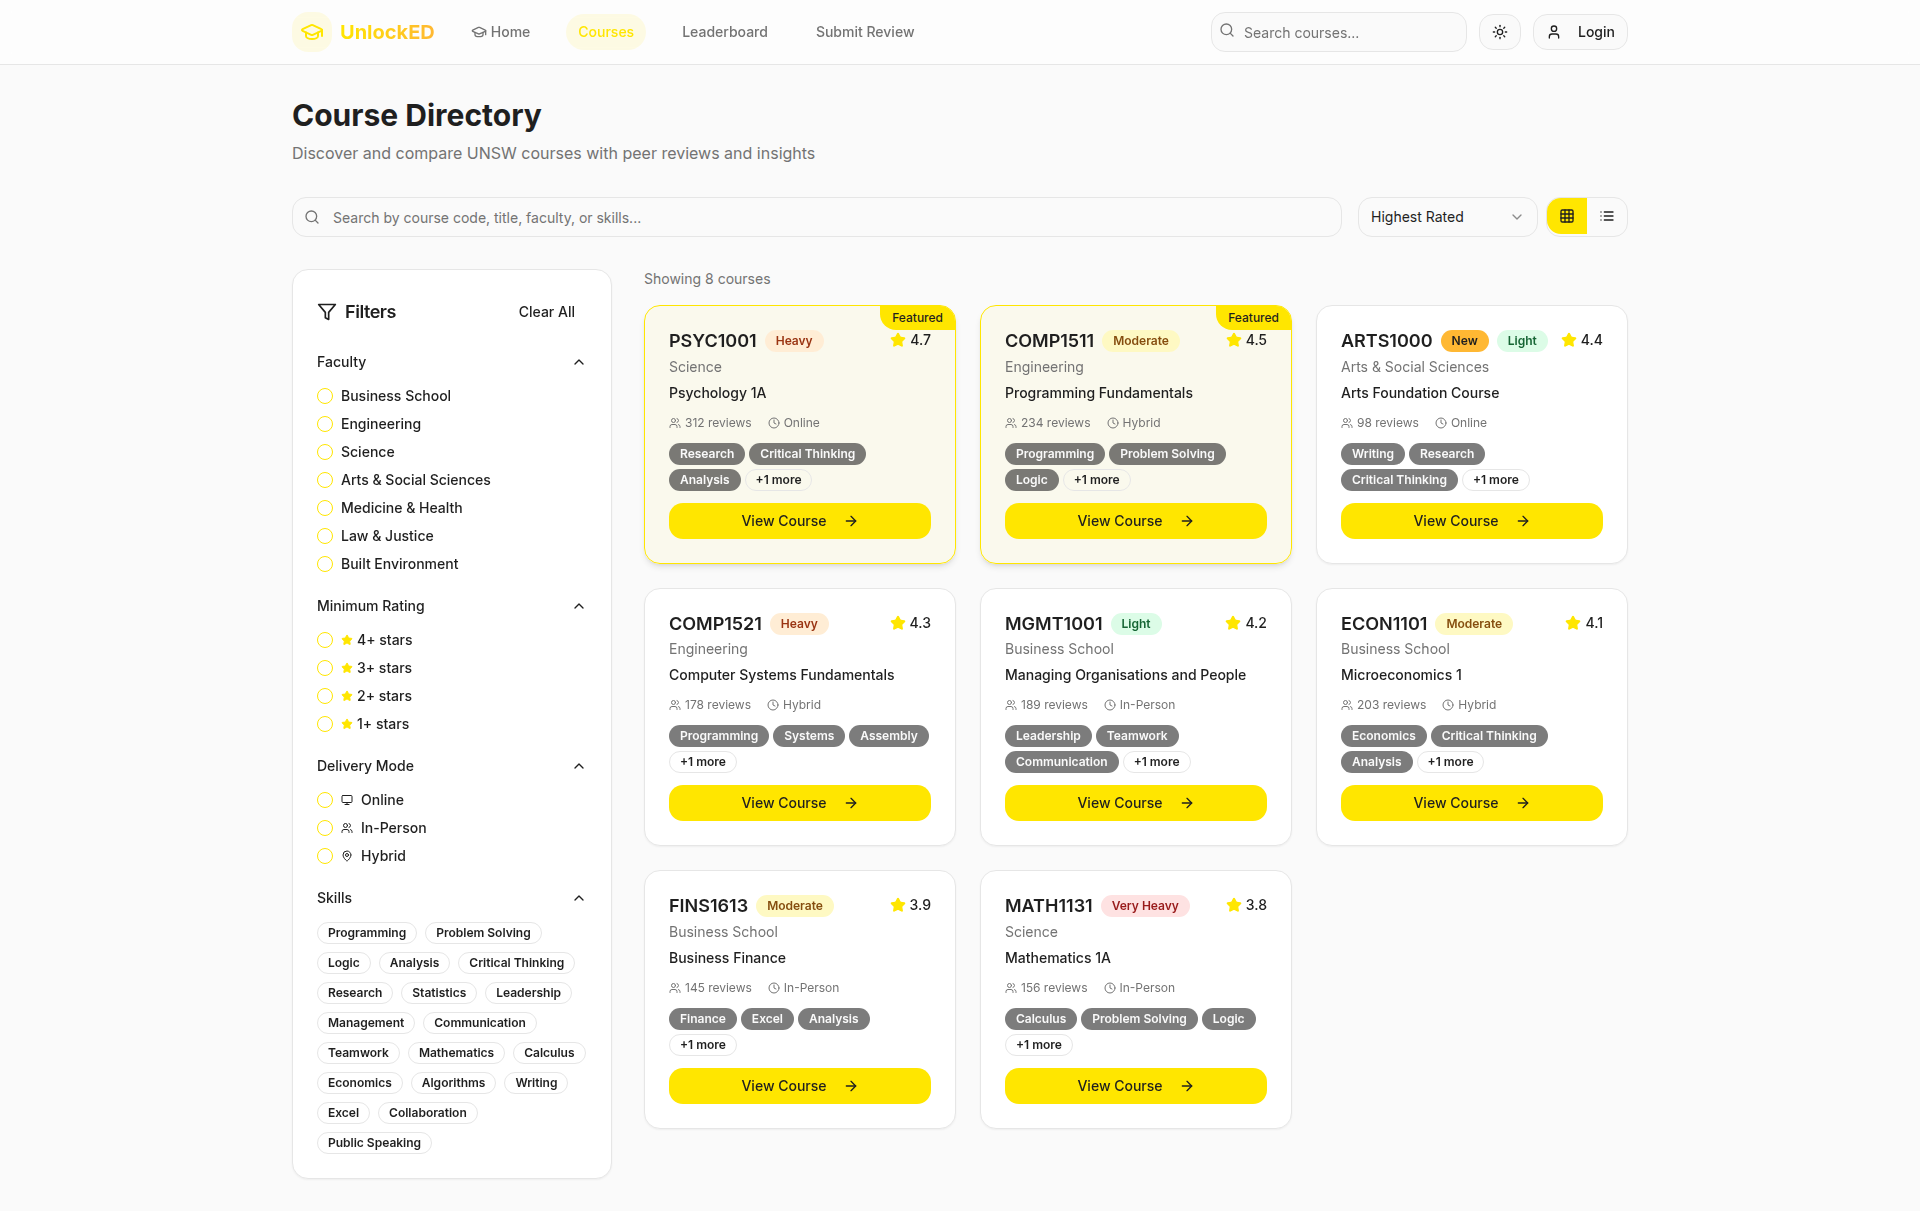 UnlockED
Home
Courses
Leaderboard
Submit Review
Search courses...
Login
Course Directory
Discover and compare UNSW courses with peer reviews and insights
Search by course code, title, faculty, or skills...
Highest Rated
Filters
Clear All
Faculty
Business School
Engineering
Science
Arts & Social Sciences
Medicine & Health
Law & Justice
Built Environment
Minimum Rating
4+ stars
3+ stars
2+ stars
1+ stars
Delivery Mode
Online
In-Person
Hybrid
Skills
Programming Problem Solving
Logic Analysis Critical Thinking
Research Statistics Leadership
Management Communication
Teamwork Mathematics Calculus
Economics Algorithms Writing
Excel Collaboration
Public Speaking
Showing 8 courses
Featured
PSYC1001 Heavy 4.7
Science
Psychology 1A
312 reviews Online
Research Critical Thinking
Analysis +1 more
View Course
Featured
COMP1511 Moderate 4.5
Engineering
Programming Fundamentals
234 reviews Hybrid
Programming Problem Solving
Logic +1 more
View Course
ARTS1000 New Light 4.4
Arts & Social Sciences
Arts Foundation Course
98 reviews Online
Writing Research
Critical Thinking +1 more
View Course
COMP1521 Heavy 4.3
Engineering
Computer Systems Fundamentals
178 reviews Hybrid
Programming Systems Assembly
+1 more
View Course
MGMT1001 Light 4.2
Business School
Managing Organisations and People
189 reviews In-Person
Leadership Teamwork
Communication +1 more
View Course
ECON1101 Moderate 4.1
Business School
Microeconomics 1
203 reviews Hybrid
Economics Critical Thinking
Analysis +1 more
View Course
FINS1613 Moderate 3.9
Business School
Business Finance
145 reviews In-Person
Finance Excel Analysis
+1 more
View Course
MATH1131 Very Heavy 3.8
Science
Mathematics 1A
156 reviews In-Person
Calculus Problem Solving Logic
+1 more
View Course